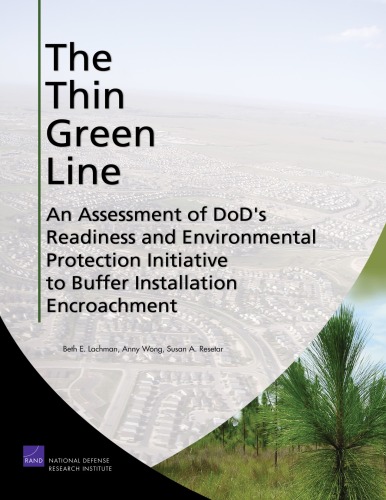 The
Thin
Green
Line
An Assessment of DoD's
Readiness and Environmental
Protection Initiative
to Buffer Installation
Encroachment
Beth E. Lachman, Anny Wong, Susan A. Resetar
RAND
NATIONAL DEFENSE
RESEARCH INSTITUTE